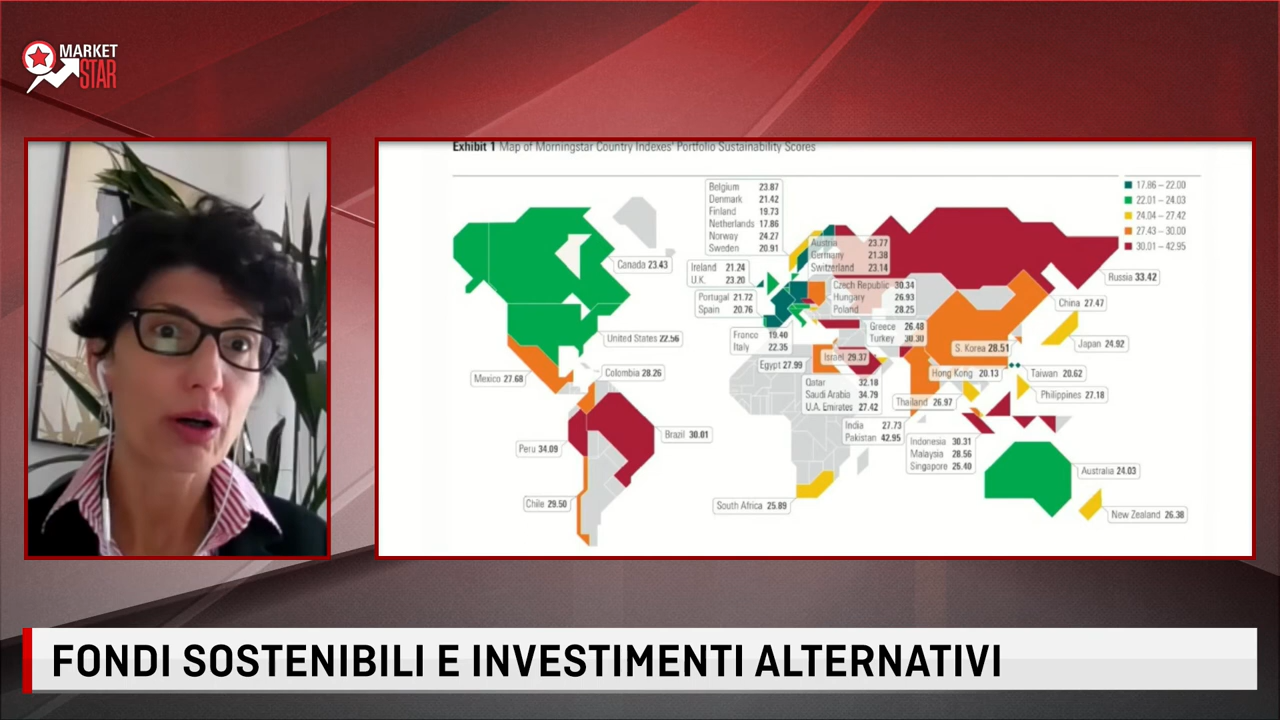 MARKET
STAR
Exhibit 1 Map of Morningstar Country Indexes' Portfolio Sustainability Scores
17.86 – 22.00
22.01 – 24.03
24.04 – 27.42
27.43 – 30.00
30.01 – 42.95
Belgium 23.87
Denmark 21.42
Finland 19.73
Netherlands 17.86
Norway 24.27
Sweden 20.91
Austria 23.77
Germany 21.38
Switzerland 23.14
Canada 23.43
Ireland 21.24
U.K. 23.20
Russia 33.42
Czech Republic 30.34
Hungary 26.93
Poland 28.25
Portugal 21.72
Spain 20.76
China 27.47
Greece 26.48
Turkey 30.30
France 19.40
Italy 22.35
United States 22.56
Japan 24.92
S. Korea 28.51
Israel 29.37
Egypt 27.99
Mexico 27.68
Colombia 28.26
Hong Kong 20.13
Taiwan 20.62
Qatar 32.18
Saudi Arabia 34.79
U.A. Emirates 27.42
Philippines 27.18
Thailand 26.97
India 27.73
Pakistan 42.95
Brazil 30.01
Indonesia 30.31
Malaysia 28.56
Singapore 25.40
Peru 34.09
Australia 24.03
Chile 29.50
South Africa 25.89
New Zealand 26.38
FONDI SOSTENIBILI E INVESTIMENTI ALTERNATIVI